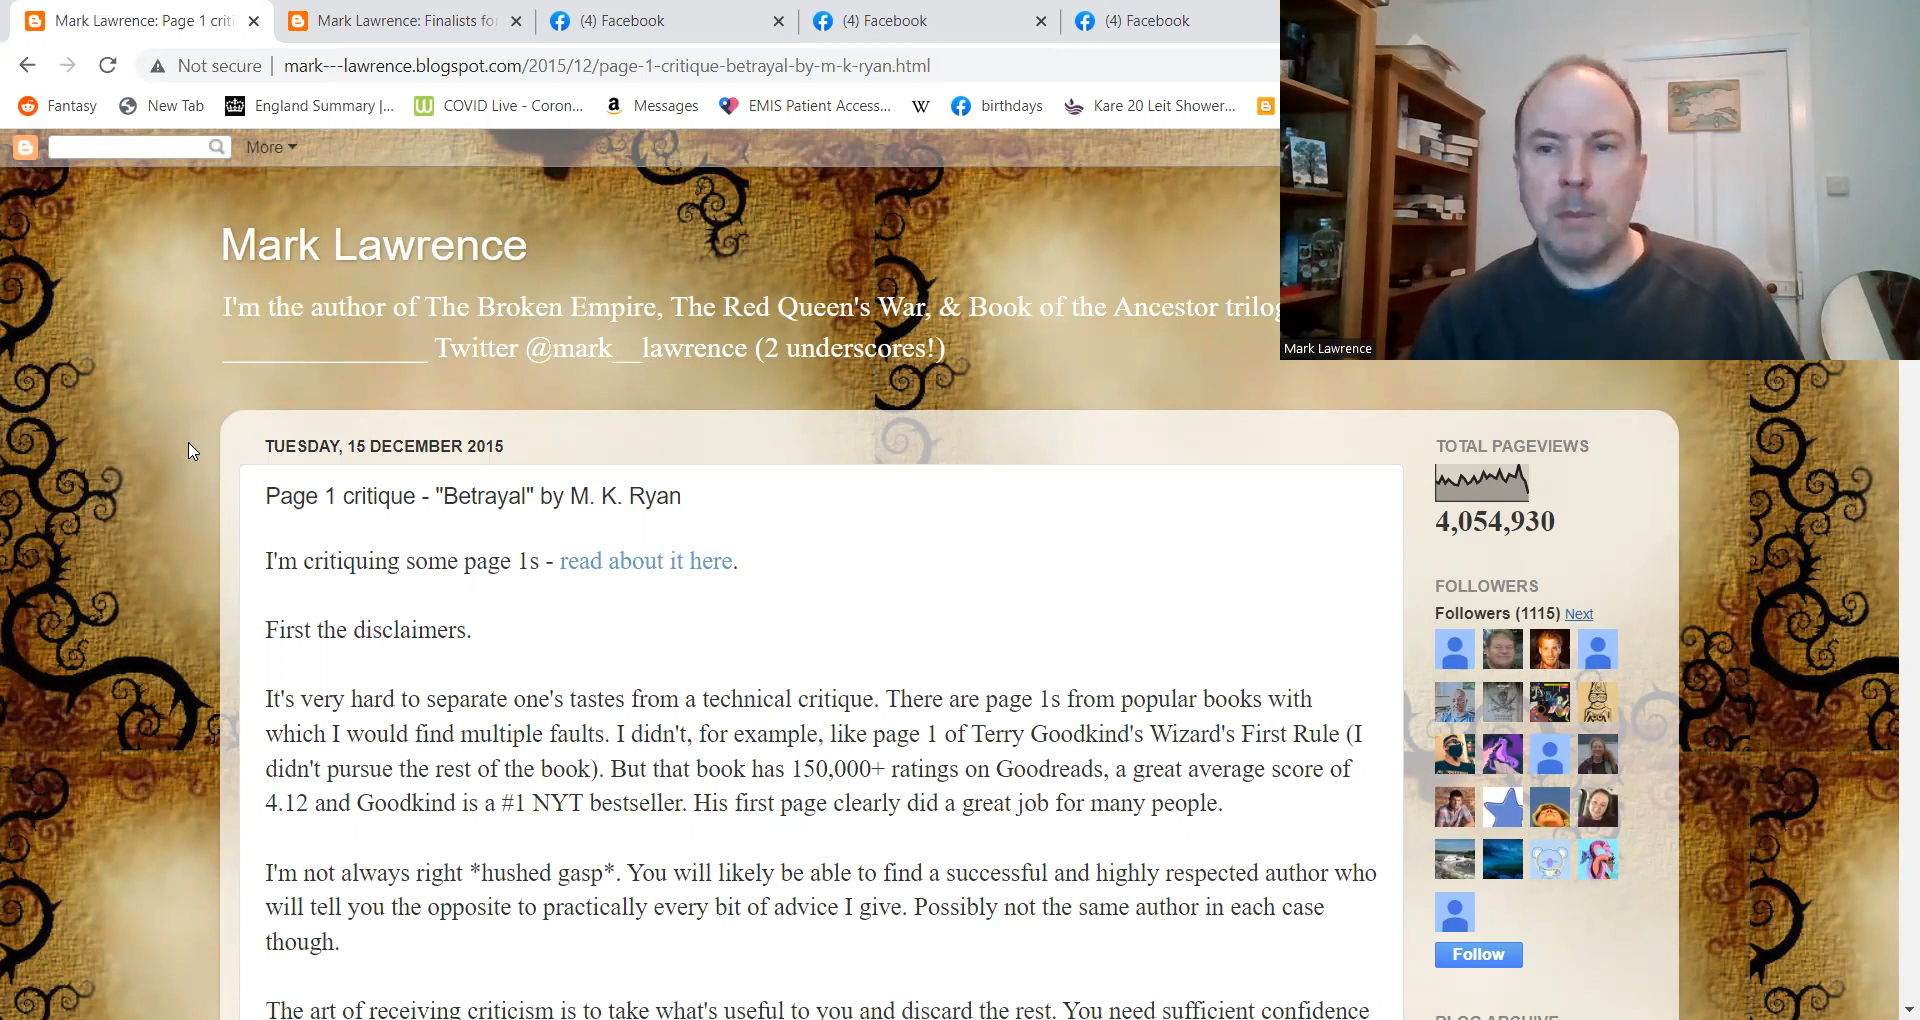 Mark Lawrence: Page 1 criti
Mark Lawrence: Finalists fo
(4) Facebook
(4) Facebook
(4) Facebook
Not secure
mark---lawrence.blogspot.com/2015/12/page-1-critique-betrayal-by-m-k-ryan.html
Fantasy
New Tab
England Summary |...
COVID Live - Coron...
Messages
EMIS Patient Access...
W
birthdays
Kare 20 Leit Shower...
More
Mark Lawrence
I'm the author of The Broken Empire, The Red Queen's War, & Book of the Ancestor trilog
_______________ Twitter @mark__lawrence (2 underscores!)
Mark Lawrence
TUESDAY, 15 DECEMBER 2015
Page 1 critique - "Betrayal" by M. K. Ryan
I'm critiquing some page 1s - read about it here.
First the disclaimers.
It's very hard to separate one's tastes from a technical critique. There are page 1s from popular books with
which I would find multiple faults. I didn't, for example, like page 1 of Terry Goodkind's Wizard's First Rule (I
didn't pursue the rest of the book). But that book has 150,000+ ratings on Goodreads, a great average score of
4.12 and Goodkind is a #1 NYT bestseller. His first page clearly did a great job for many people.
I'm not always right *hushed gasp*. You will likely be able to find a successful and highly respected author who
will tell you the opposite to practically every bit of advice I give. Possibly not the same author in each case
though.
The art of receiving criticism is to take what's useful to you and discard the rest. You need sufficient confidence
TOTAL PAGEVIEWS
4,054,930
FOLLOWERS
Followers (1115) Next
Follow
BLOG ARCHIVE